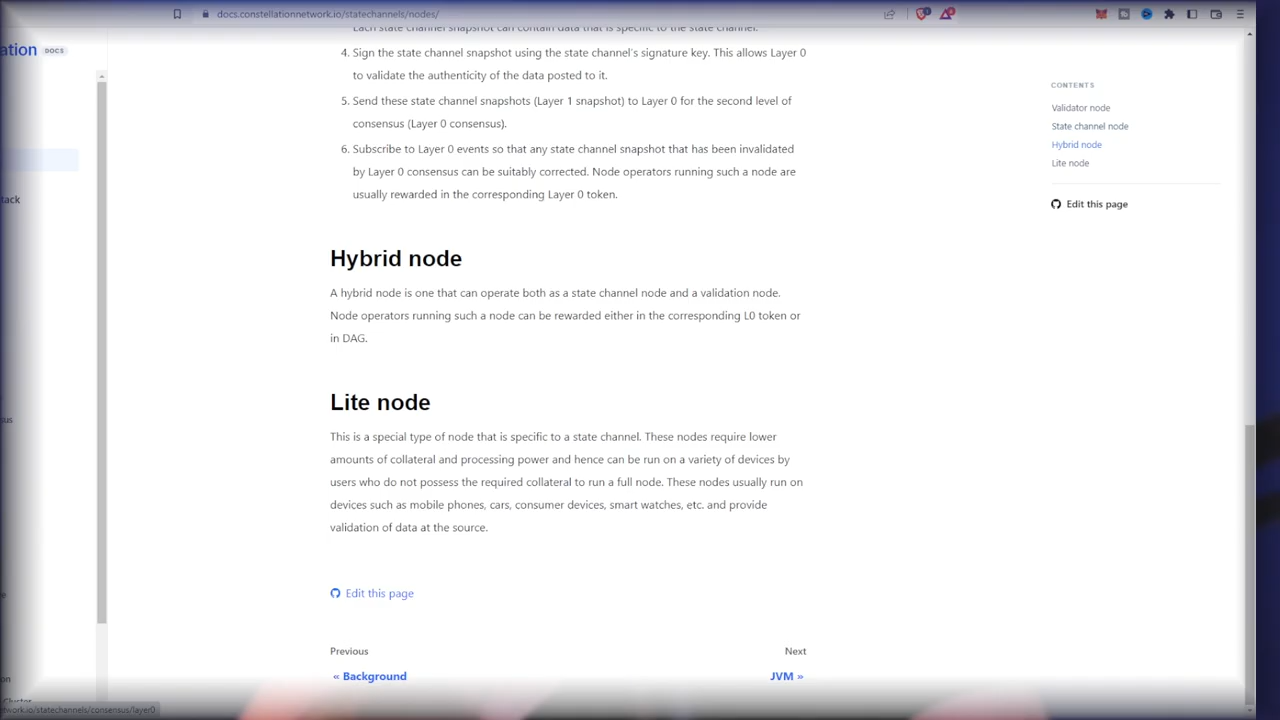 docs.constellationnetwork.io/statechannels/nodes/
ation DOCS
Each state channel snapshot can contain data that is specific to the state channel.
4. Sign the state channel snapshot using the state channel's signature key. This allows Layer 0
to validate the authenticity of the data posted to it.
5. Send these state channel snapshots (Layer 1 snapshot) to Layer 0 for the second level of
consensus (Layer 0 consensus).
6. Subscribe to Layer 0 events so that any state channel snapshot that has been invalidated
by Layer 0 consensus can be suitably corrected. Node operators running such a node are
usually rewarded in the corresponding Layer 0 token.
Hybrid node
A hybrid node is one that can operate both as a state channel node and a validation node.
Node operators running such a node can be rewarded either in the corresponding L0 token or
in DAG.
Lite node
This is a special type of node that is specific to a state channel. These nodes require lower
amounts of collateral and processing power and hence can be run on a variety of devices by
users who do not possess the required collateral to run a full node. These nodes usually run on
devices such as mobile phones, cars, consumer devices, smart watches, etc. and provide
validation of data at the source.
Edit this page
Previous
« Background
Next
JVM »
CONTENTS
Validator node
State channel node
Hybrid node
Lite node
Edit this page
tack
sus
on
Cluster
twork.io/statechannels/consensus/layer0